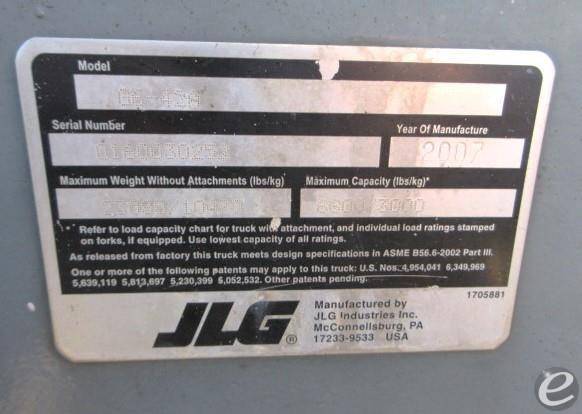 Model
G6-42A
Serial Number
Year Of Manufacture
2007
Maximum Weight Without Attachments (lbs/kg)
Maximum Capacity (lbs/kg)*
6600/3000
*Refer to load capacity chart for truck with attachment, and individual load ratings stamped
on forks, if equipped. Use lowest capacity of all ratings.
As released from factory this truck meets design specifications in ASME B56.6-2002 Part III.
One or more of the following patents may apply to this truck: U.S. Nos. 4,954,041 6,349,969
5,639,119 5,813,697 5,230,399 6,052,532. Other patents pending.
1705881
JLG ®
Manufactured by
JLG Industries Inc.
McConnellsburg, PA
17233-9533 USA
e